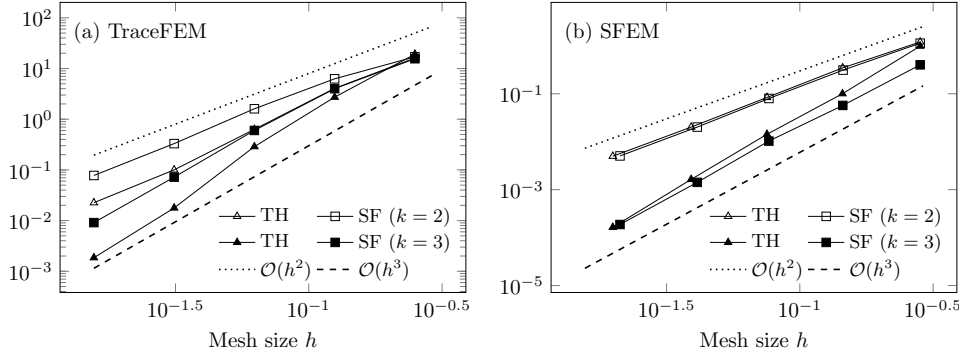 (a) TraceFEM
10^2
10^1
10^0
10^{-1}
10^{-2}
10^{-3}
TH SF (k = 2)
TH SF (k = 3)
O(h^2) O(h^3)
10^{-1.5} 10^{-1} 10^{-0.5}
Mesh size h
(b) SFEM
10^{-1}
10^{-3}
10^{-5}
TH SF (k = 2)
TH SF (k = 3)
O(h^2) O(h^3)
10^{-1.5} 10^{-1} 10^{-0.5}
Mesh size h